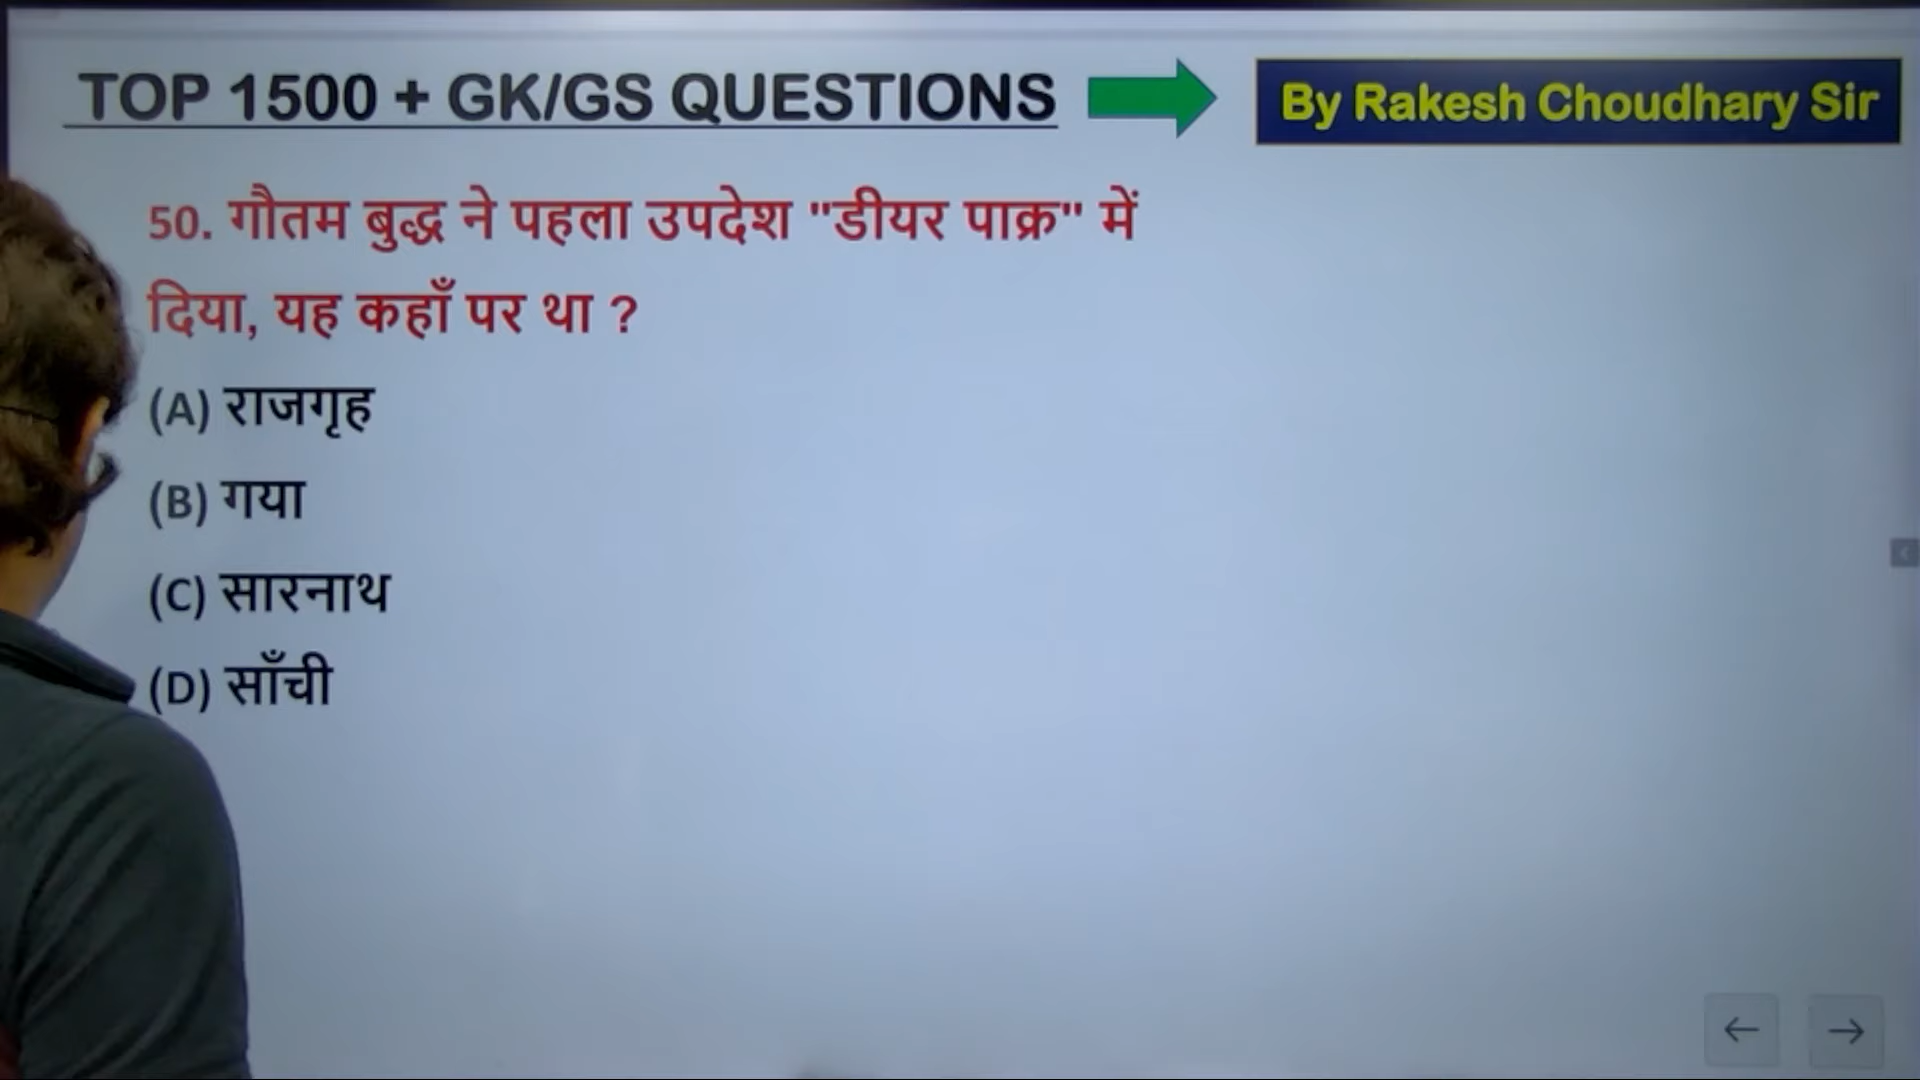 TOP 1500 + GK/GS QUESTIONS
By Rakesh Choudhary Sir
50. गौतम बुद्ध ने पहला उपदेश "डीयर पाक्र" में
दिया, यह कहाँ पर था ?
(A) राजगृह
(B) गया
(C) सारनाथ
(D) साँची